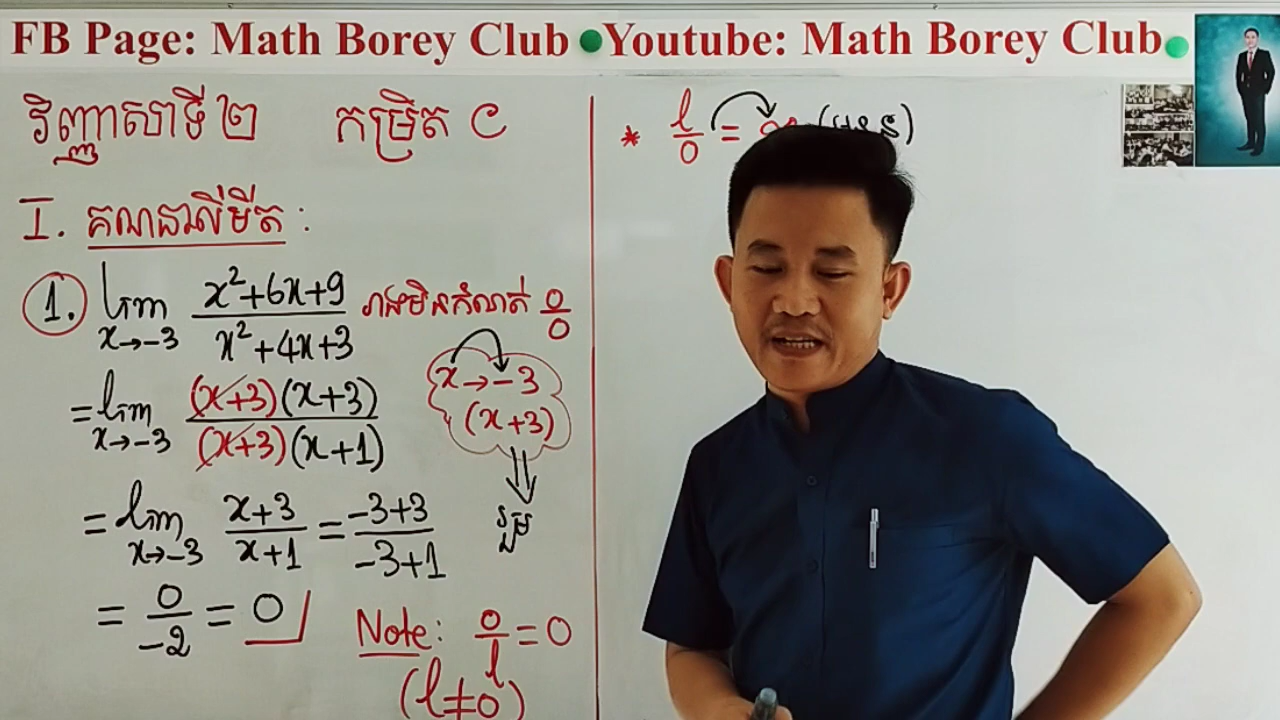 FB Page: Math Borey Club Youtube: Math Borey Club
វិញ្ញាសាទី ២ កម្រិត C
I. គណនាលីមីត :
1. lim x→-3 x²+6x+9 / x²+4x+3 រាងមិនកំណត់ 0/0
= lim x→-3 (x+3)(x+3) / (x+3)(x+1)
x→-3
(x+3)
រួម
= lim x→-3 x+3 / x+1 = -3+3 / -3+1
= 0/-2 = 0
Note: 0/l = 0
(l≠0)
* l/0 =